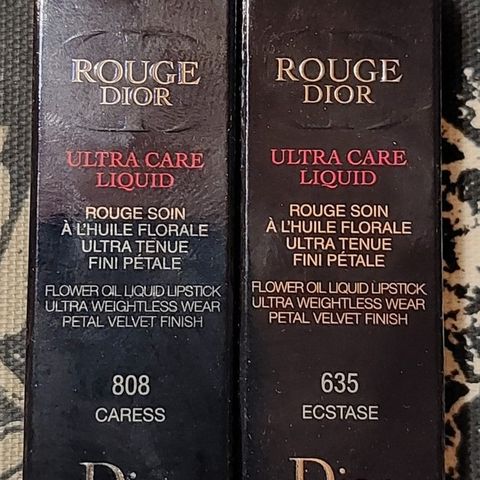 ROUGE
DIOR
ULTRA CARE
LIQUID
ROUGE SOIN
À L'HUILE FLORALE
ULTRA TENUE
FINI PÉTALE
FLOWER OIL LIQUID LIPSTICK
ULTRA WEIGHTLESS WEAR
PETAL VELVET FINISH
808
CARESS
Di
ROUGE
DIOR
ULTRA CARE
LIQUID
ROUGE SOIN
À L'HUILE FLORALE
ULTRA TENUE
FINI PÉTALE
FLOWER OIL LIQUID LIPSTICK
ULTRA WEIGHTLESS WEAR
PETAL VELVET FINISH
635
ECSTASE
Di